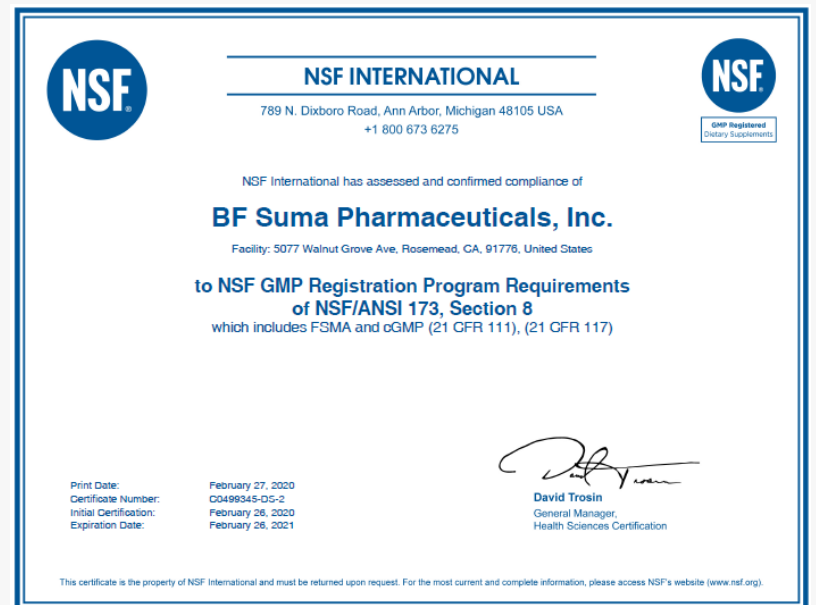 NSF®
NSF INTERNATIONAL
789 N. Dixboro Road, Ann Arbor, Michigan 48105 USA
+1 800 673 6275
NSF®
GMP Registered
Dietary Supplements
NSF International has assessed and confirmed compliance of
BF Suma Pharmaceuticals, Inc.
Facility: 5077 Walnut Grove Ave, Rosemead, CA, 91776, United States
to NSF GMP Registration Program Requirements
of NSF/ANSI 173, Section 8
which includes FSMA and cGMP (21 CFR 111), (21 CFR 117)
Print Date: February 27, 2020
Certificate Number: C0499345-DS-2
Initial Certification: February 26, 2020
Expiration Date: February 26, 2021
David Trosin
David Trosin
General Manager,
Health Sciences Certification
This certificate is the property of NSF International and must be returned upon request. For the most current and complete information, please access NSF's website (www.nsf.org).